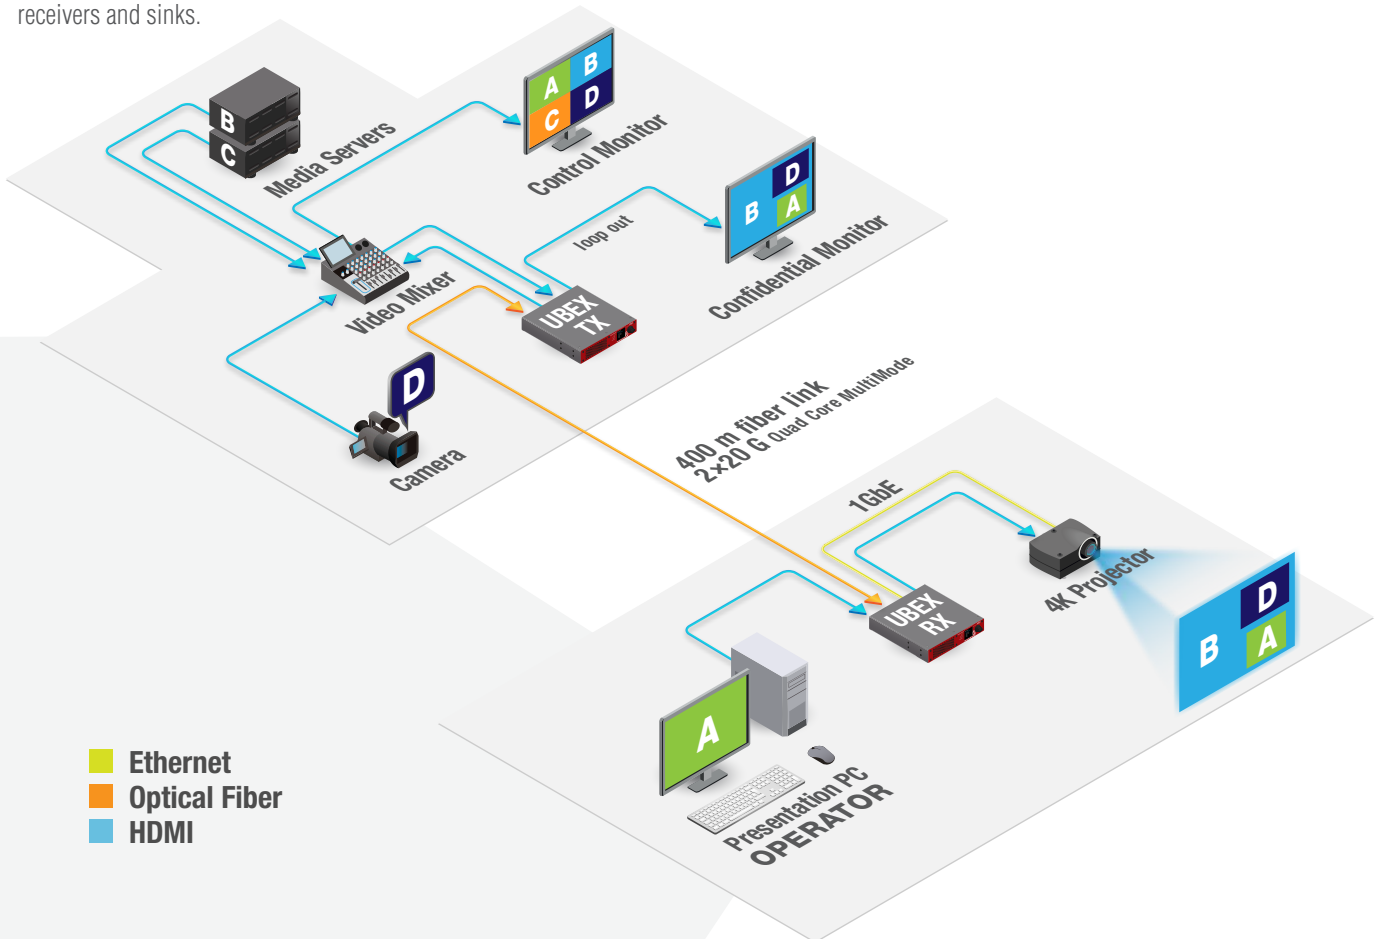 receivers and sinks.
B
C
Media Servers
A
B
C
D
Control Monitor
B
D
A
Confidential Monitor
loop out
Video Mixer
UBEX
TX
D
Camera
400 m fiber link
2×20 G Quad Core MultiMode
1GbE
4K Projector
UBEX
RX
B
D
A
A
Presentation PC
OPERATOR
Ethernet
Optical Fiber
HDMI